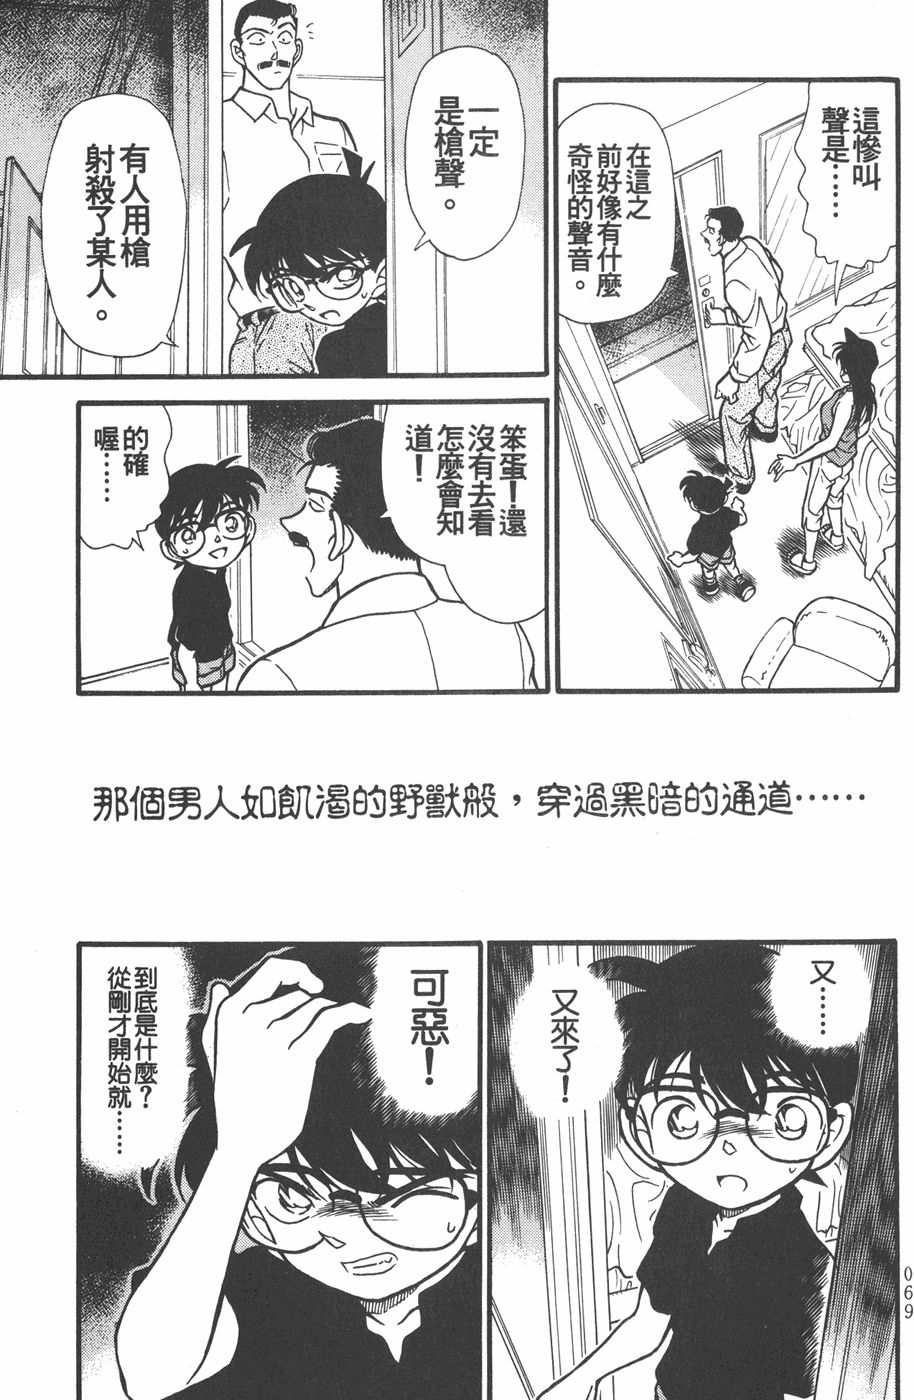 這慘叫
聲是……
在這之
前好像有什麼
奇怪的聲音。
一定
是槍聲。
有人用槍
射殺了某人。
笨蛋！還
沒有去看
怎麼會知
道！
的確
喔……
那個男人如飢渴的野獸般，穿過黑暗的通道……
又……
又來了！
可惡！
到底是什麼？
從剛才開始就……
069